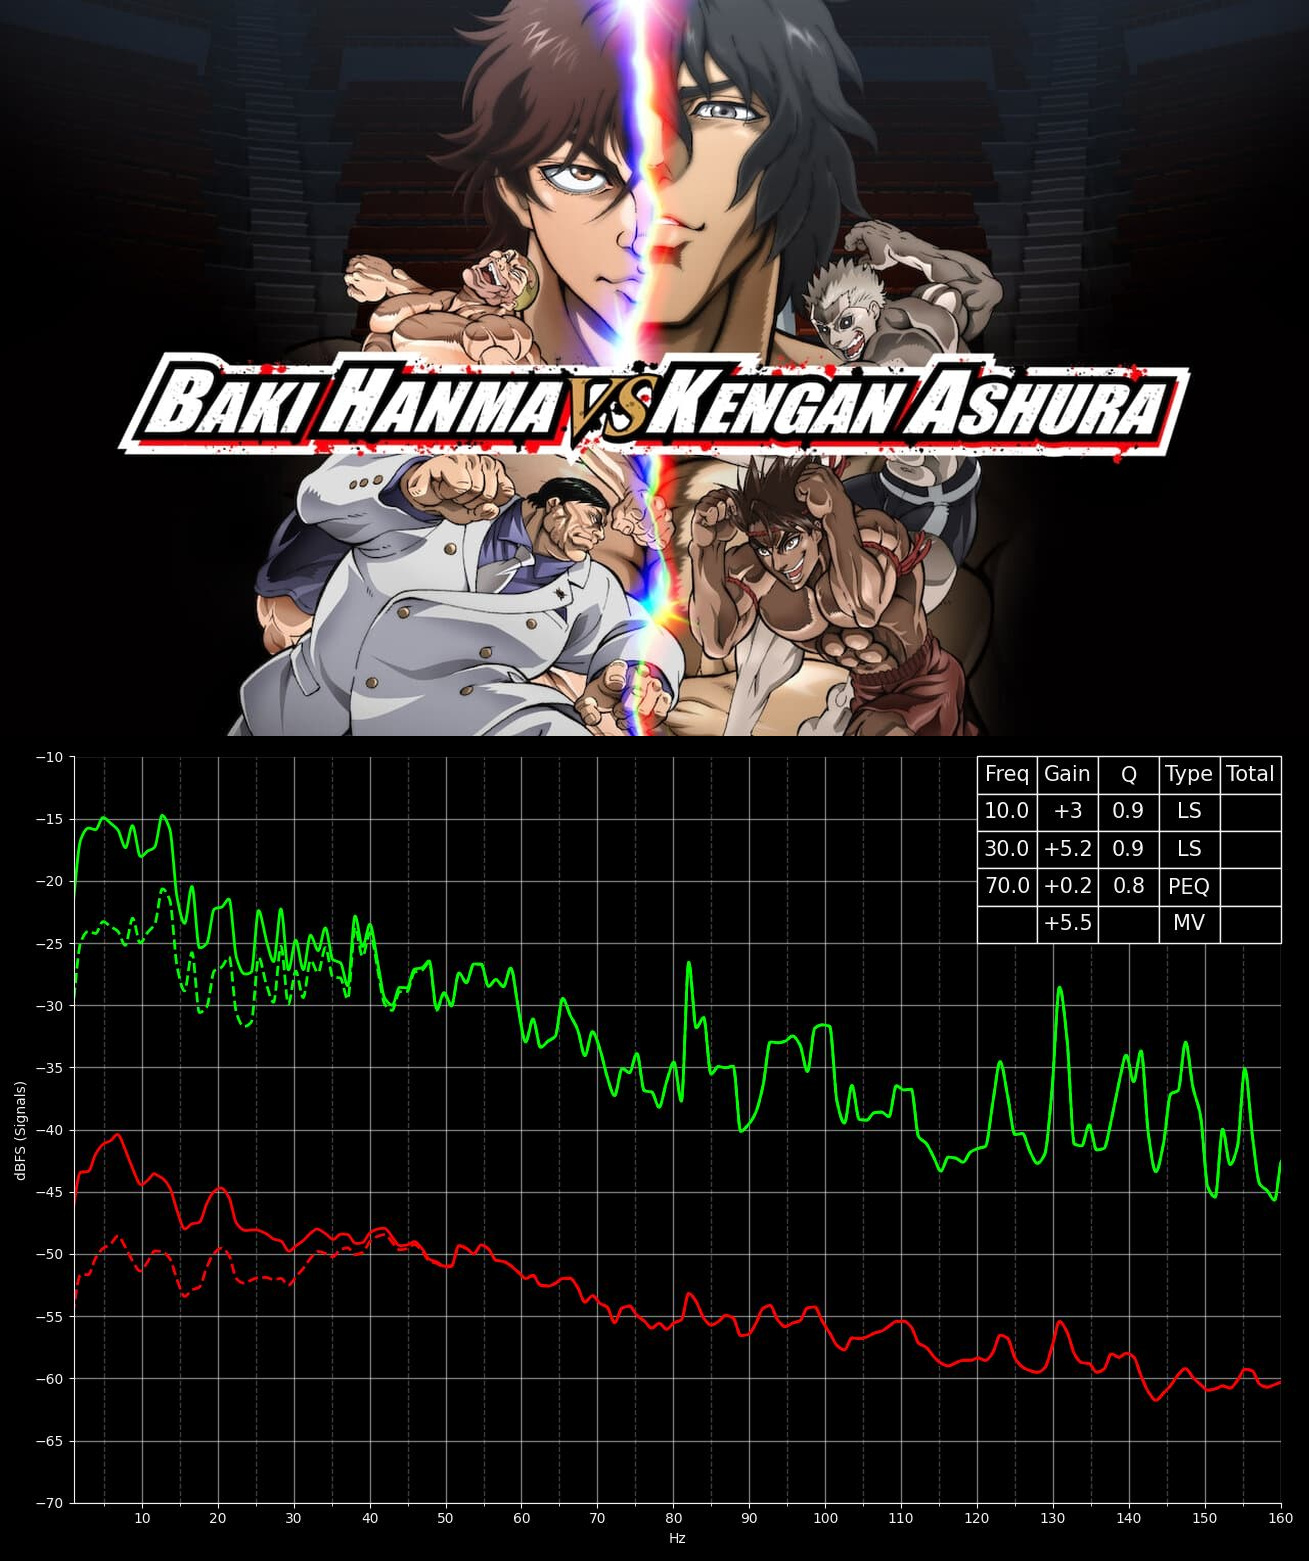 BAKI HANMA VS KENGAN ASHURA
Freq Gain Q Type Total
10.0 +3 0.9 LS
30.0 +5.2 0.9 LS
70.0 +0.2 0.8 PEQ
+5.5 MV
−10
−15
−20
−25
−30
−35
−40
−45
−50
−55
−60
−65
−70
dBFS (Signals)
10 20 30 40 50 60 70 80 90 100 110 120 130 140 150 160
Hz